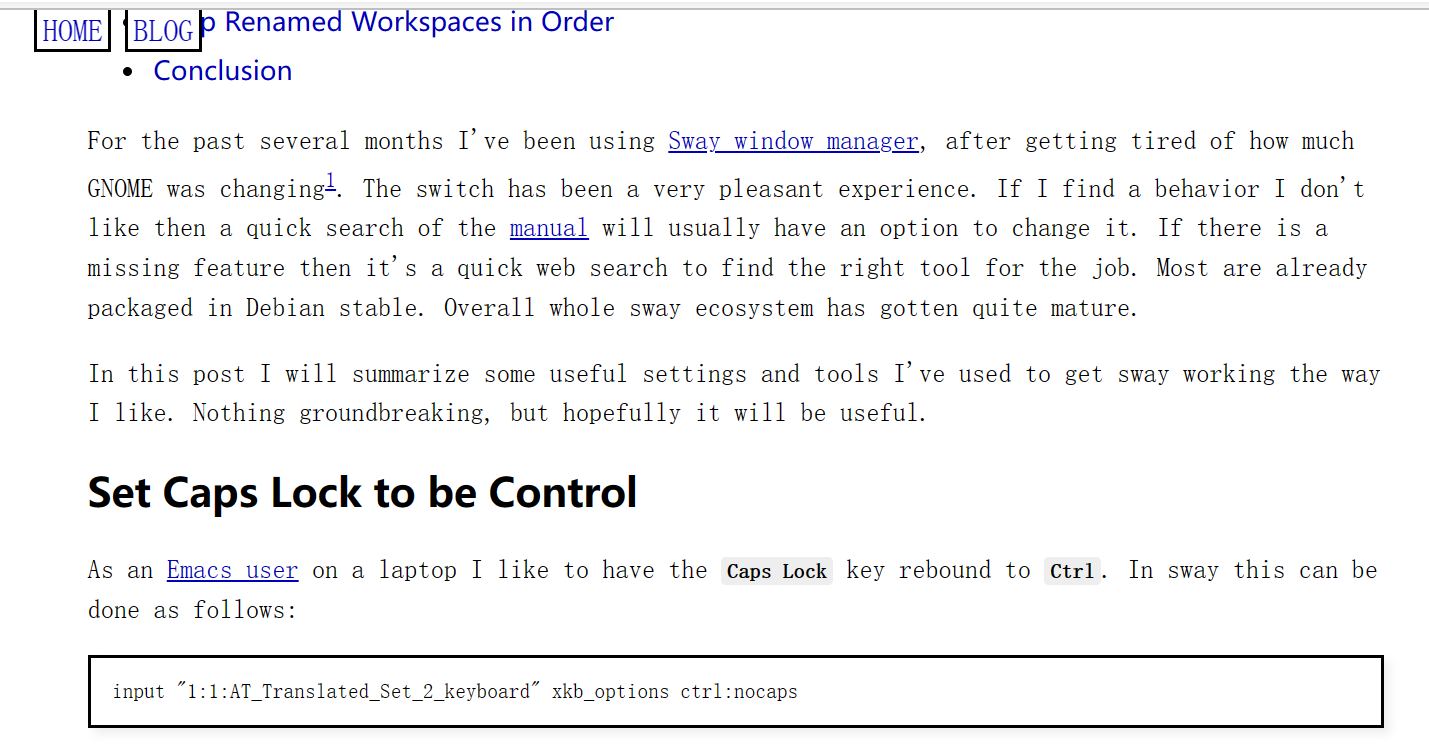 HOME BLOG p Renamed Workspaces in Order
Conclusion
For the past several months I've been using Sway window manager, after getting tired of how much
GNOME was changing1. The switch has been a very pleasant experience. If I find a behavior I don't
like then a quick search of the manual will usually have an option to change it. If there is a
missing feature then it's a quick web search to find the right tool for the job. Most are already
packaged in Debian stable. Overall whole sway ecosystem has gotten quite mature.
In this post I will summarize some useful settings and tools I've used to get sway working the way
I like. Nothing groundbreaking, but hopefully it will be useful.
Set Caps Lock to be Control
As an Emacs user on a laptop I like to have the Caps Lock key rebound to Ctrl. In sway this can be
done as follows:
input "1:1:AT_Translated_Set_2_keyboard" xkb_options ctrl:nocaps